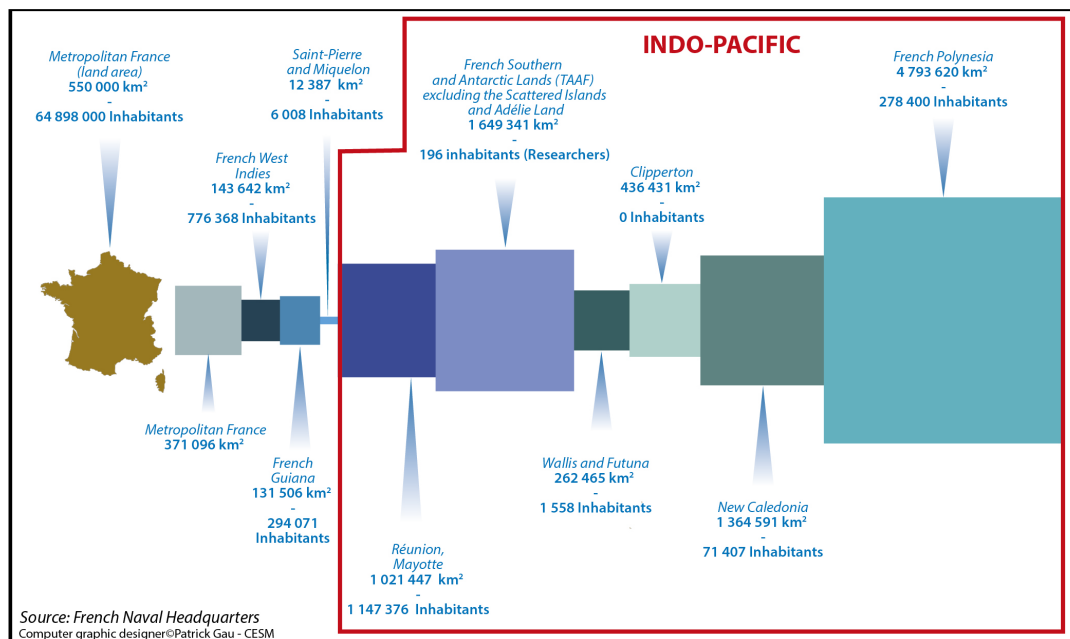 INDO-PACIFIC
Metropolitan France
(land area)
550 000 km²
-
64 898 000 Inhabitants
French West
Indies
143 642 km²
-
776 368 Inhabitants
Saint-Pierre
and Miquelon
12 387 km²
-
6 008 Inhabitants
French Southern
and Antarctic Lands (TAAF)
excluding the Scattered Islands
and Adélie Land
1 649 341 km²
-
196 inhabitants (Researchers)
Clipperton
436 431 km²
-
0 Inhabitants
French Polynesia
4 793 620 km²
-
278 400 Inhabitants
Metropolitan France
371 096 km²
French
Guiana
131 506 km²
-
294 071
Inhabitants
Réunion,
Mayotte
1 021 447 km²
-
1 147 376 Inhabitants
Wallis and Futuna
262 465 km²
-
1 558 Inhabitants
New Caledonia
1 364 591 km²
-
71 407 Inhabitants
Source: French Naval Headquarters
Computer graphic designer©Patrick Gau - CESM